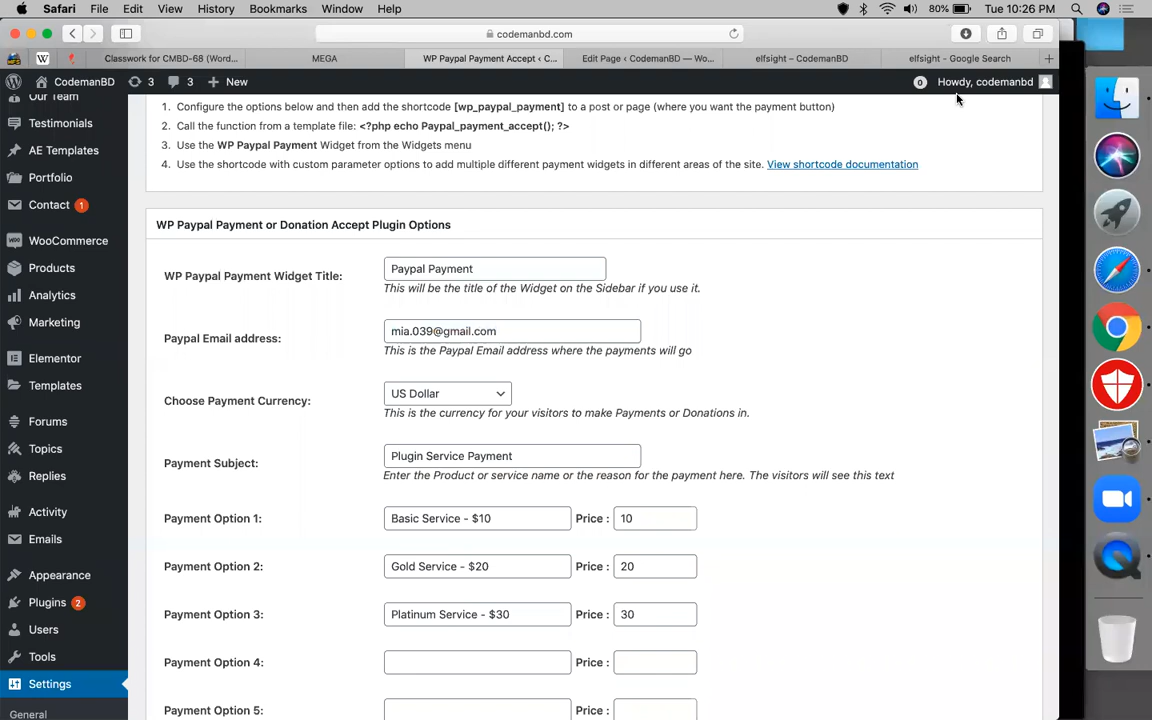 Safari File Edit View History Bookmarks Window Help 80% Tue 10:26 PM
codemanbd.com
W Classwork for CMBD-68 (Word... MEGA WP Paypal Payment Accept < C... Edit Page < CodemanBD — Wo... elfsight – CodemanBD elfsight - Google Search
CodemanBD 3 3 New 0 Howdy, codemanbd
Our Team
Testimonials
AE Templates
Portfolio
Contact 1
WooCommerce
Products
Analytics
Marketing
Elementor
Templates
Forums
Topics
Replies
Activity
Emails
Appearance
Plugins 2
Users
Tools
Settings
General
1. Configure the options below and then add the shortcode [wp_paypal_payment] to a post or page (where you want the payment button)
2. Call the function from a template file: <?php echo Paypal_payment_accept(); ?>
3. Use the WP Paypal Payment Widget from the Widgets menu
4. Use the shortcode with custom parameter options to add multiple different payment widgets in different areas of the site. View shortcode documentation
WP Paypal Payment or Donation Accept Plugin Options
WP Paypal Payment Widget Title: Paypal Payment
This will be the title of the Widget on the Sidebar if you use it.
Paypal Email address: mia.039@gmail.com
This is the Paypal Email address where the payments will go
Choose Payment Currency: US Dollar
This is the currency for your visitors to make Payments or Donations in.
Payment Subject: Plugin Service Payment
Enter the Product or service name or the reason for the payment here. The visitors will see this text
Payment Option 1: Basic Service - $10 Price : 10
Payment Option 2: Gold Service - $20 Price : 20
Payment Option 3: Platinum Service - $30 Price : 30
Payment Option 4: Price :
Payment Option 5: Price :